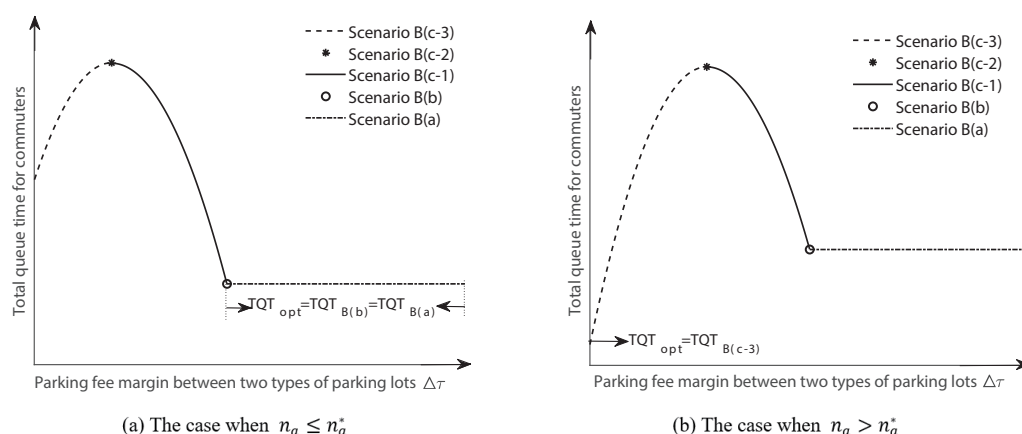 Total queue time for commuters
Scenario B(c-3)
Scenario B(c-2)
Scenario B(c-1)
Scenario B(b)
Scenario B(a)
TQT opt=TQT B(b)=TQT B(a)
Parking fee margin between two types of parking lots Δτ
(a) The case when n_a ≤ n_a^*
Total queue time for commuters
Scenario B(c-3)
Scenario B(c-2)
Scenario B(c-1)
Scenario B(b)
Scenario B(a)
TQT opt=TQT B(c-3)
Parking fee margin between two types of parking lots Δτ
(b) The case when n_a > n_a^*